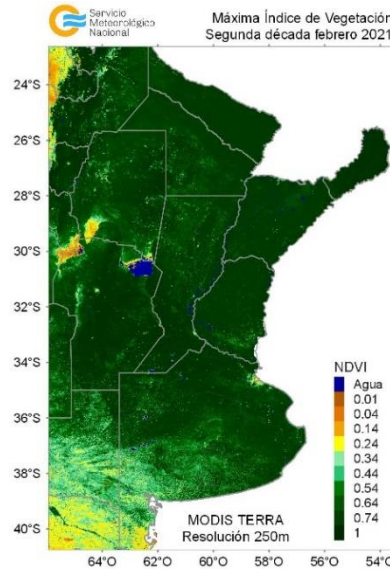 Servicio
Meteorológico
Nacional
Máxima Índice de Vegetación
Segunda década febrero 2021
24°S
26°S
28°S
30°S
32°S
34°S
36°S
38°S
40°S
NDVI
Agua
0.01
0.04
0.14
0.24
0.34
0.44
0.54
0.64
0.74
1
MODIS TERRA
Resolución 250m
64°O 62°O 60°O 58°O 56°O 54°O